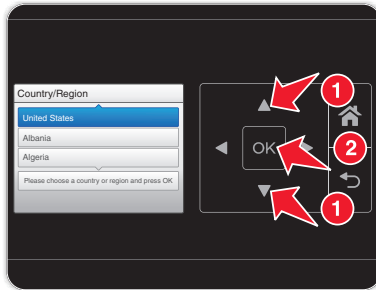 Country/Region
United States
Albania
Algeria
Please choose a country or region and press OK
OK
1
2
1